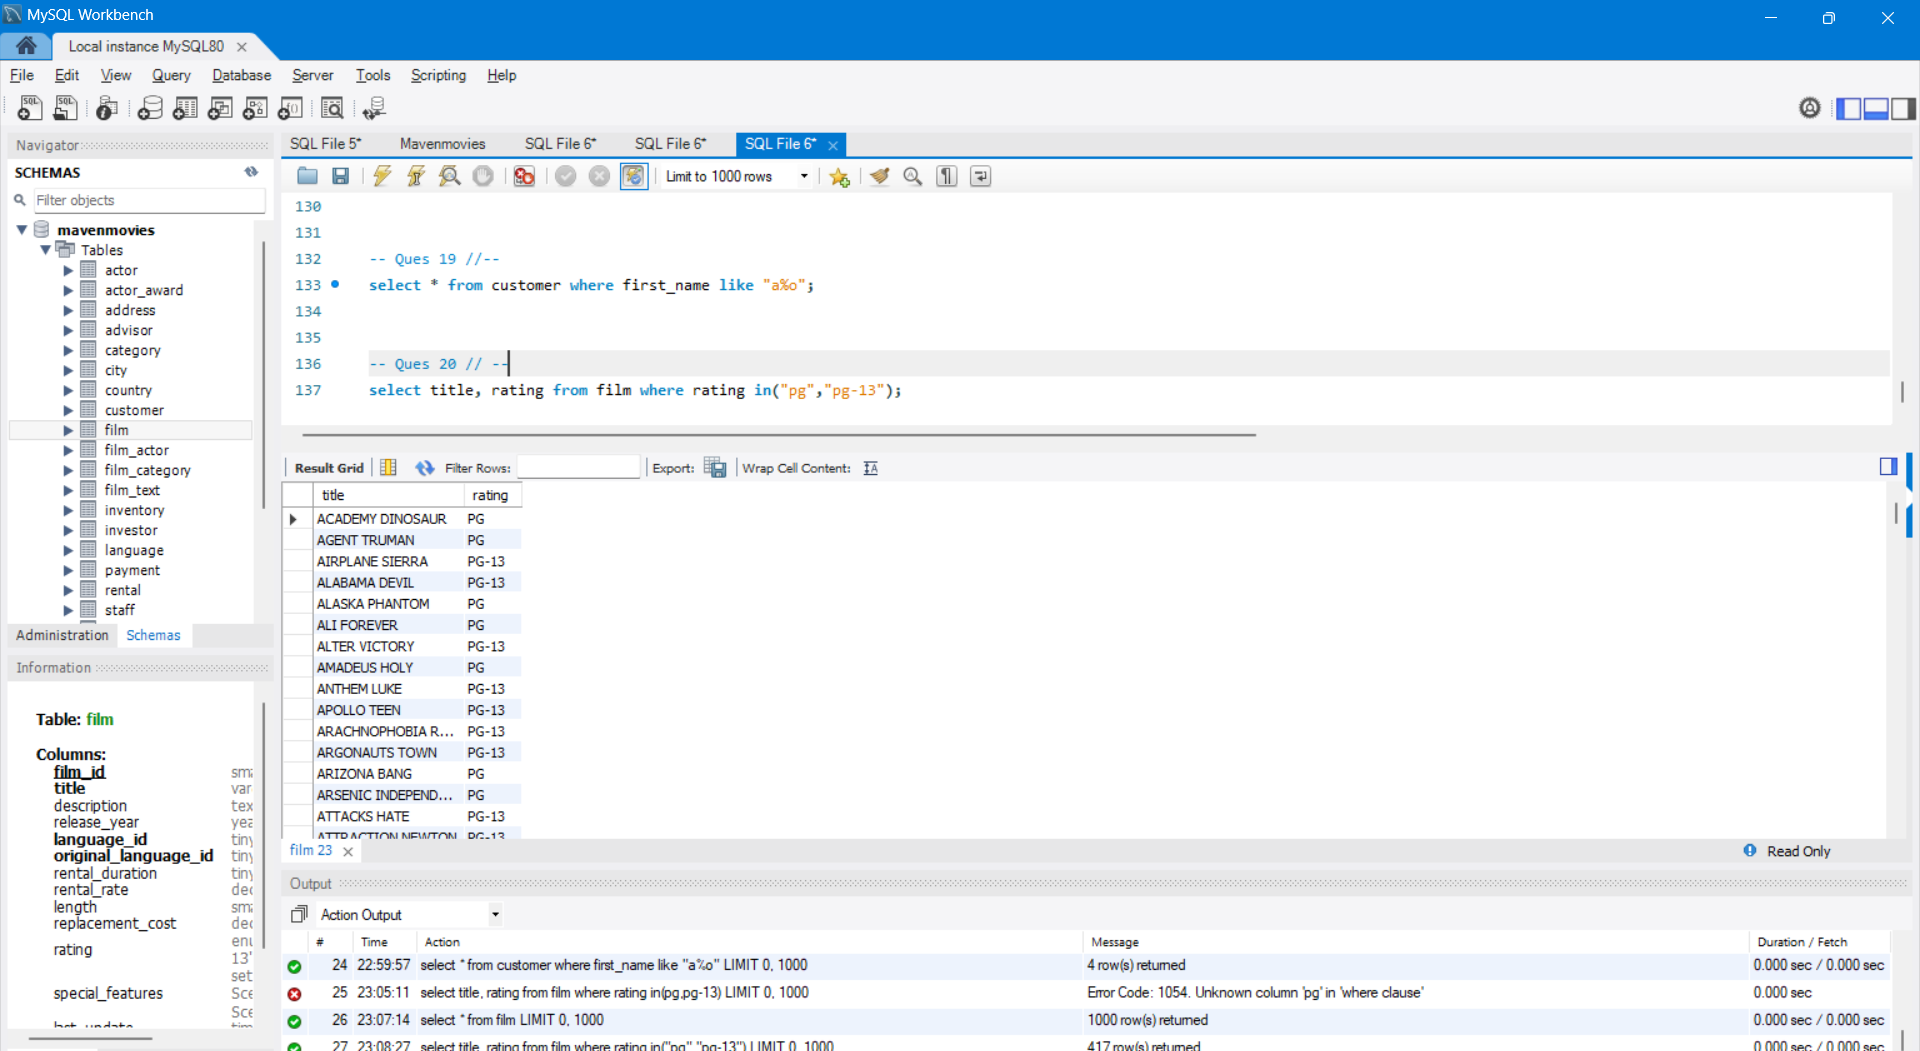 MySQL Workbench
Local instance MySQL80
File Edit View Query Database Server Tools Scripting Help
Navigator
SCHEMAS
Filter objects
mavenmovies
Tables
actor
actor_award
address
advisor
category
city
country
customer
film
film_actor
film_category
film_text
inventory
investor
language
payment
rental
staff
Administration Schemas
Information
Table: film
Columns:
film_id
title var
description
release_year
language_id
original_language_id
rental_duration
rental_rate
length
replacement_cost
rating
13'
special_features set
last_update
SQL File 5* Mavenmovies SQL File 6* SQL File 6* SQL File 6*
Limit to 1000 rows
130
131
132 -- Ques 19 //--
133 select * from customer where first_name like "a%o";
134
135
136 -- Ques 20 // --
137 select title, rating from film where rating in("pg","pg-13");
Result Grid Filter Rows: Export: Wrap Cell Content:
title rating
ACADEMY DINOSAUR PG
AGENT TRUMAN PG
AIRPLANE SIERRA PG-13
ALABAMA DEVIL PG-13
ALASKA PHANTOM PG
ALI FOREVER PG
ALTER VICTORY PG-13
AMADEUS HOLY PG
ANTHEM LUKE PG-13
APOLLO TEEN PG-13
ARACHNOPHOBIA R... PG-13
ARGONAUTS TOWN PG-13
ARIZONA BANG PG
ARSENIC INDEPEND... PG
ATTACKS HATE PG-13
ATTRACTION NEWTON PG-13
film 23 Read Only
Output
Action Output
# Time Action Message Duration / Fetch
24 22:59:57 select * from customer where first_name like "a%o" LIMIT 0, 1000 4 row(s) returned 0.000 sec / 0.000 sec
25 23:05:11 select title, rating from film where rating in(pg,pg-13) LIMIT 0, 1000 Error Code: 1054. Unknown column 'pg' in 'where clause' 0.000 sec
26 23:07:14 select * from film LIMIT 0, 1000 1000 row(s) returned 0.000 sec / 0.000 sec
27 23:08:27 select title, rating from film where rating in("pg","pg-13") LIMIT 0, 1000 417 row(s) returned 0.000 sec / 0.000 sec